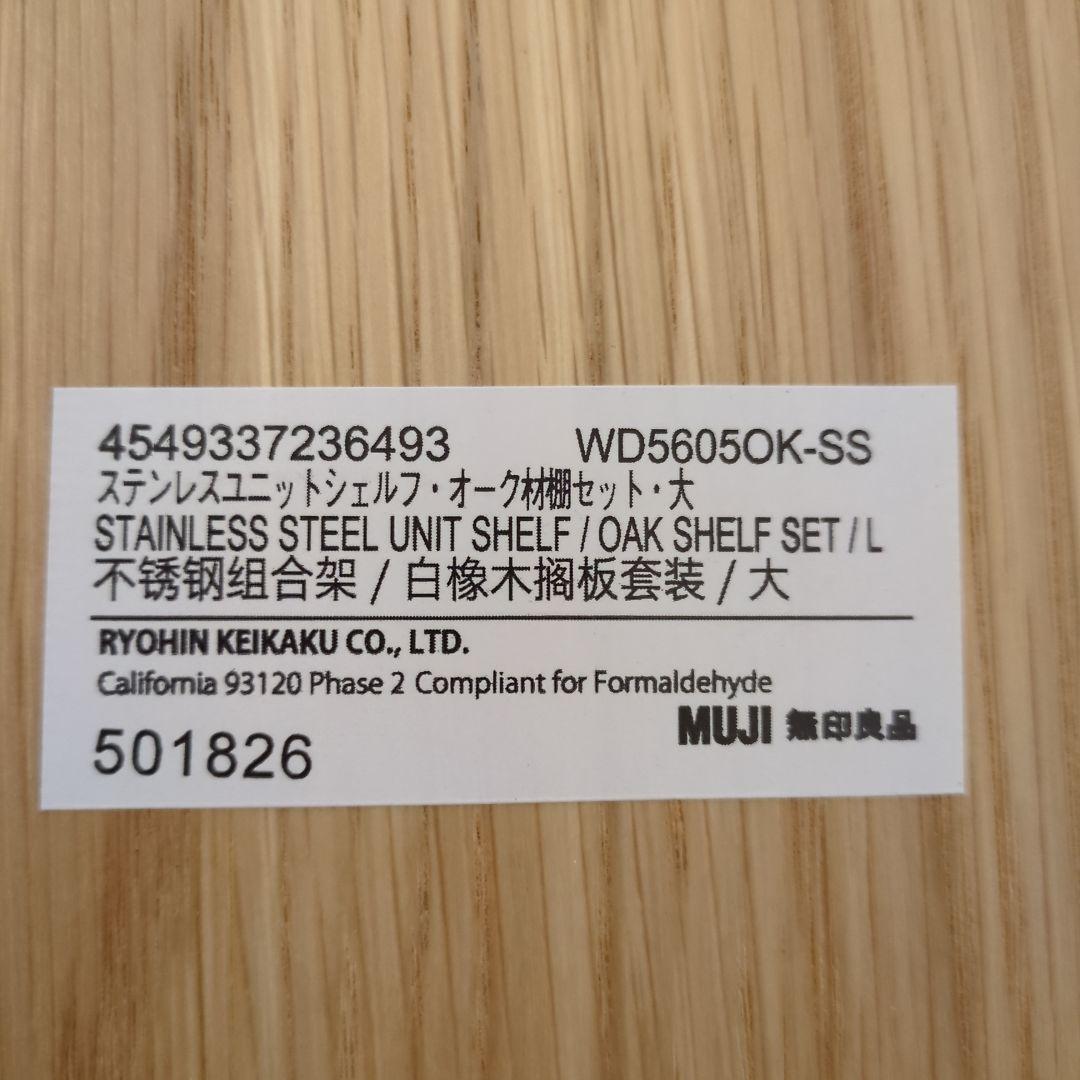 4549337236493 WD5605OK-SS
ステンレスユニットシェルフ・オーク材棚セット・大
STAINLESS STEEL UNIT SHELF / OAK SHELF SET / L
不锈钢组合架 / 白橡木搁板套装 / 大
RYOHIN KEIKAKU CO., LTD.
California 93120 Phase 2 Compliant for Formaldehyde
MUJI 無印良品
501826